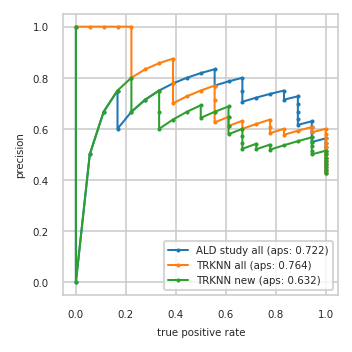 1.0
0.8
0.6
0.4
0.2
0.0
precision
0.0 0.2 0.4 0.6 0.8 1.0
true positive rate
ALD study all (aps: 0.722)
TRKNN all (aps: 0.764)
TRKNN new (aps: 0.632)